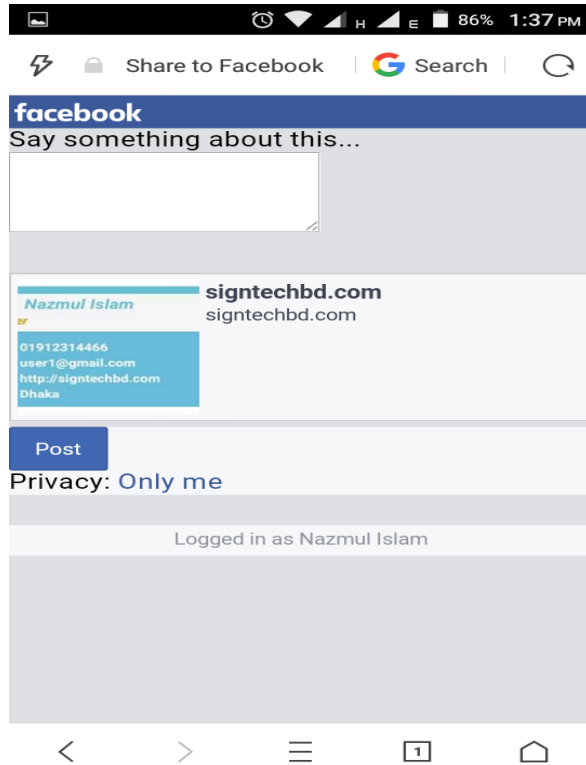 H E 86% 1:37 PM
Share to Facebook Search
facebook
Say something about this...
Nazmul Islam
er
01912314466
user1@gmail.com
http://signtechbd.com
Dhaka
signtechbd.com
signtechbd.com
Post
Privacy: Only me
Logged in as Nazmul Islam
1